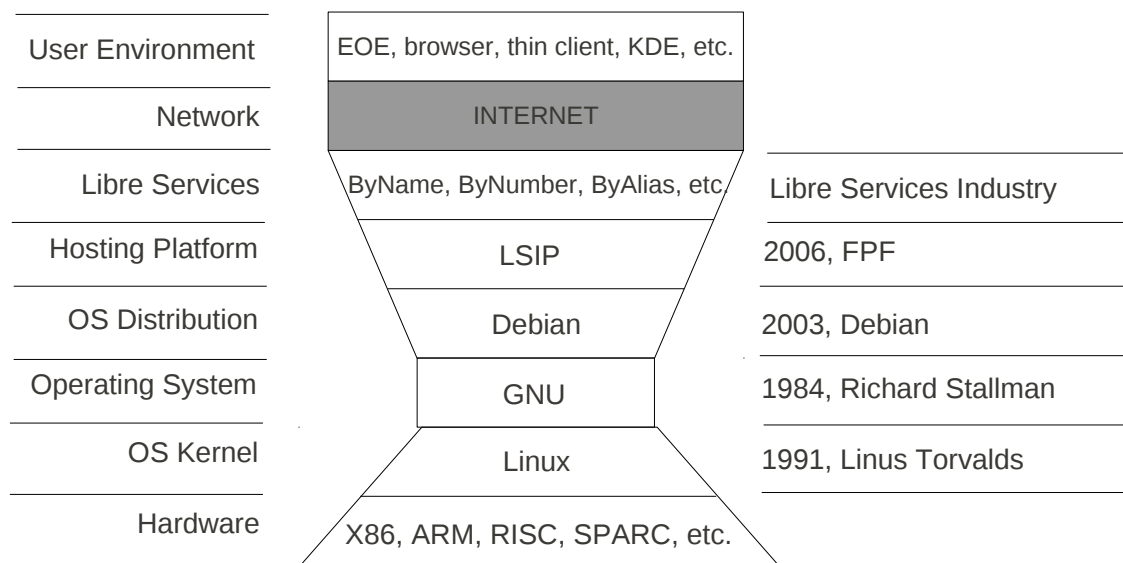 User Environment
EOE, browser, thin client, KDE, etc.
Network
INTERNET
Libre Services
ByName, ByNumber, ByAlias, etc.
Libre Services Industry
Hosting Platform
LSIP
2006, FPF
OS Distribution
Debian
2003, Debian
Operating System
GNU
1984, Richard Stallman
OS Kernel
Linux
1991, Linus Torvalds
Hardware
X86, ARM, RISC, SPARC, etc.